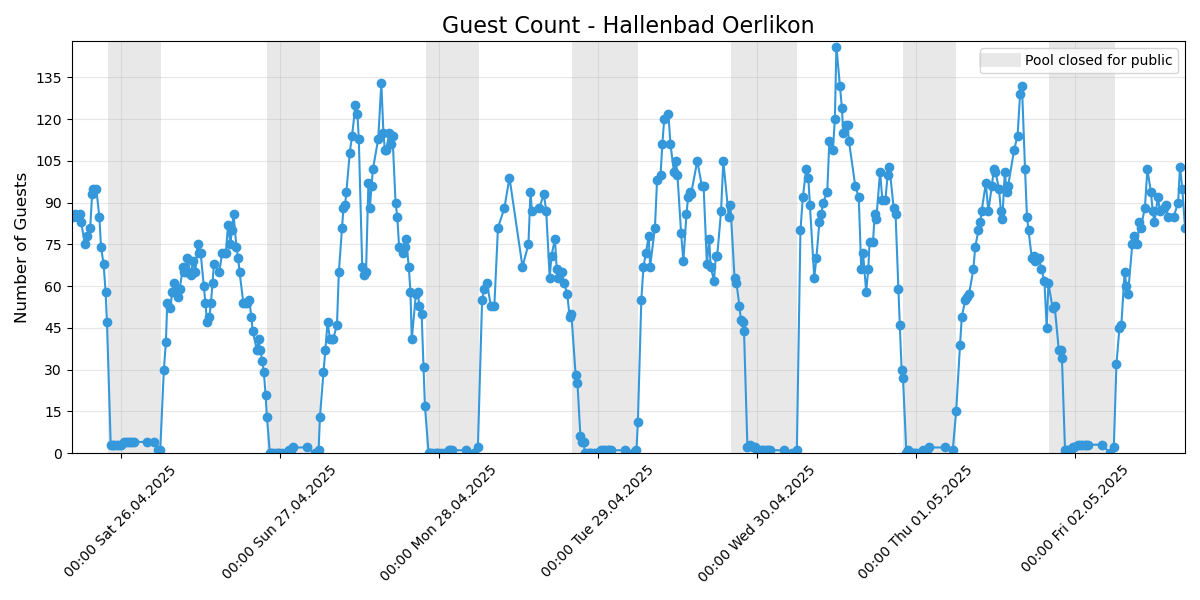 Guest Count - Hallenbad Oerlikon
Pool closed for public
Number of Guests
135
120
105
90
75
60
45
30
15
0
00:00 Sat 26.04.2025
00:00 Sun 27.04.2025
00:00 Mon 28.04.2025
00:00 Tue 29.04.2025
00:00 Wed 30.04.2025
00:00 Thu 01.05.2025
00:00 Fri 02.05.2025